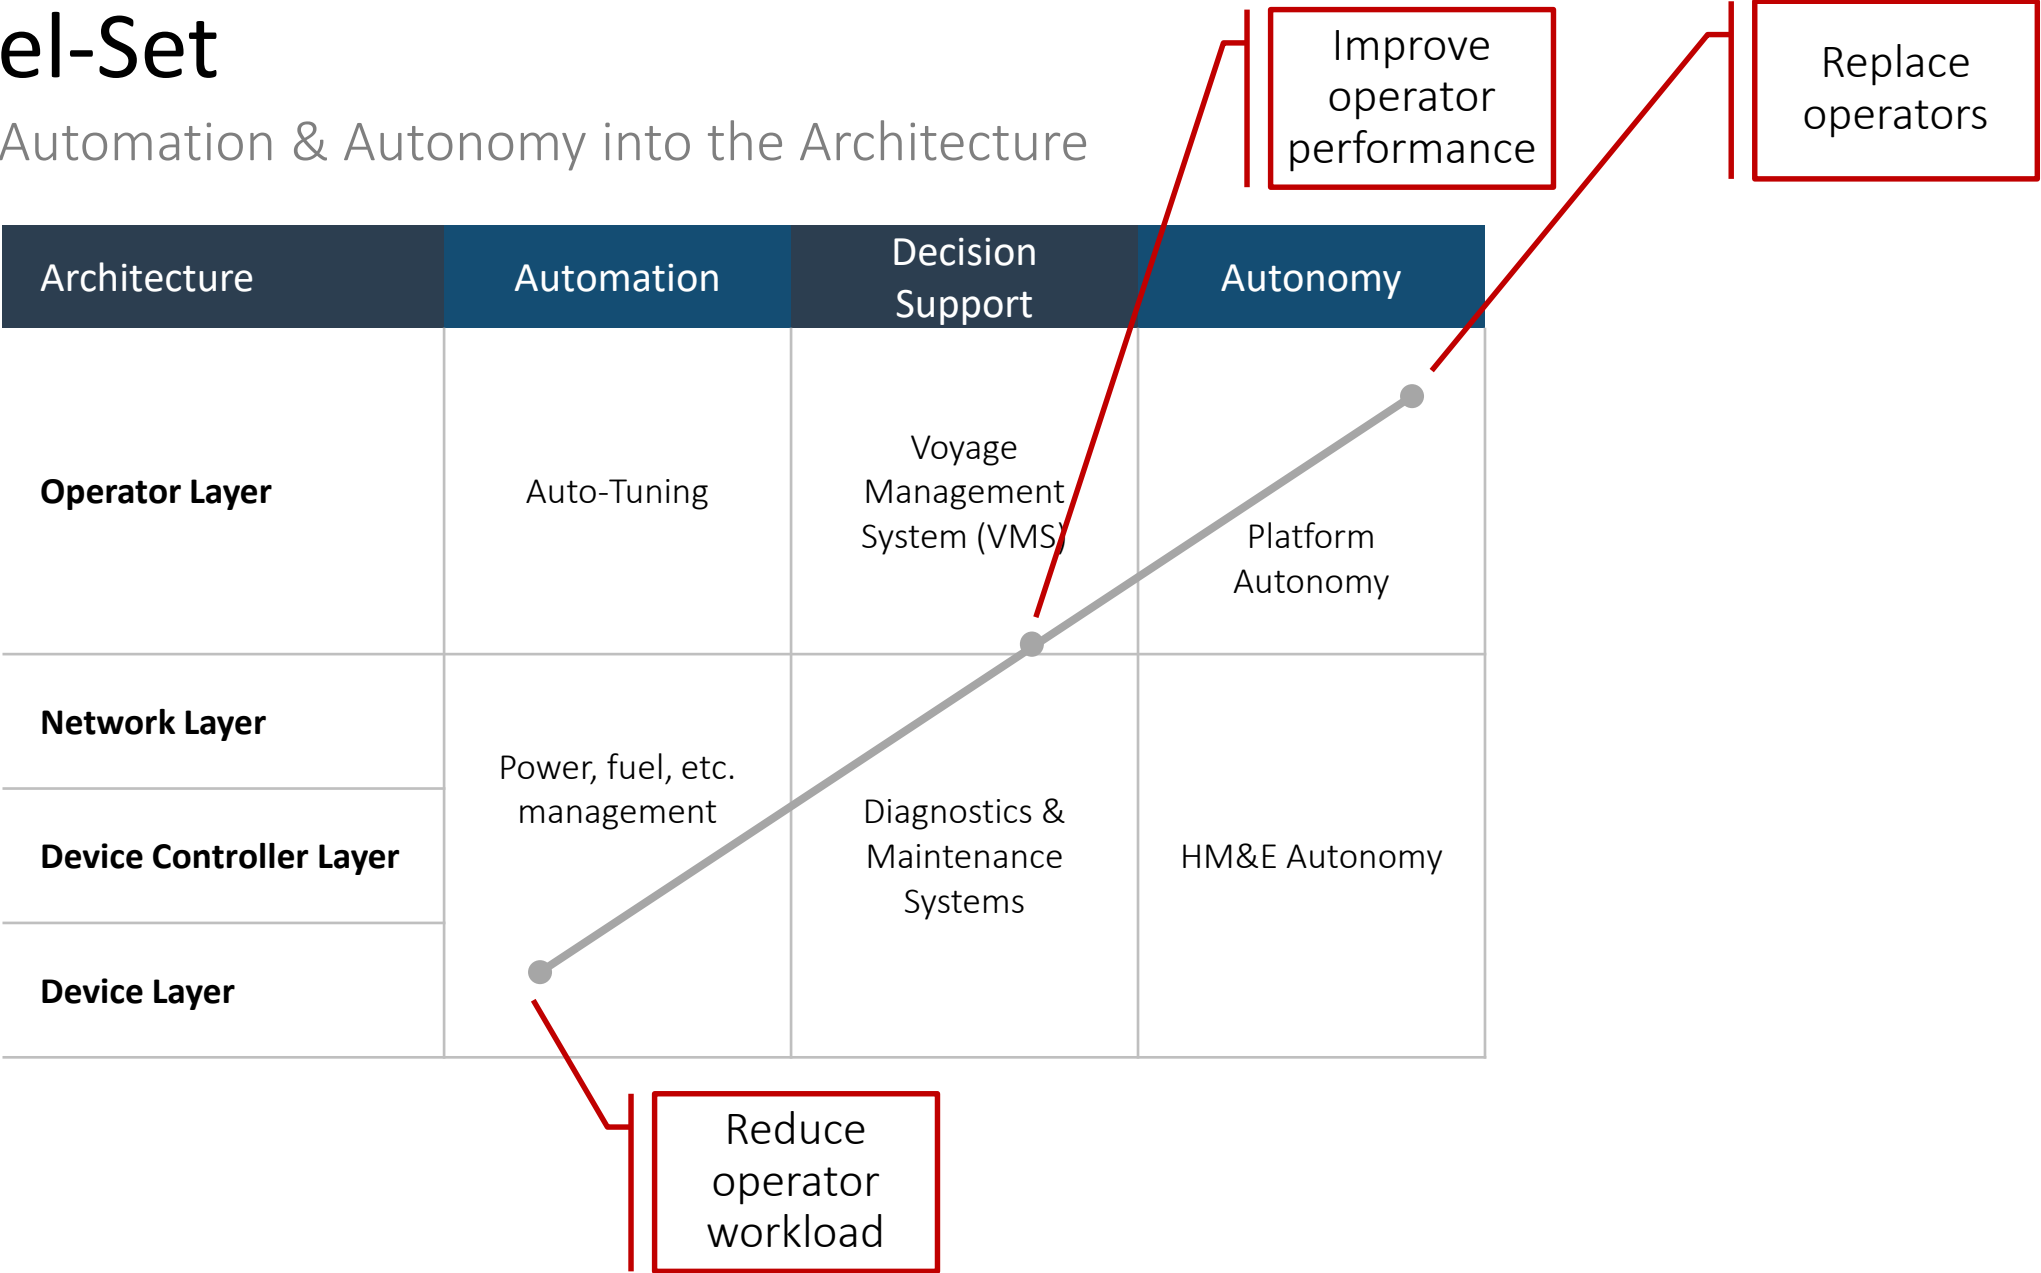 el-Set
Automation & Autonomy into the Architecture
Improve
operator
performance
Replace
operators
Architecture
Automation
Decision
Support
Autonomy
Operator Layer
Auto-Tuning
Voyage
Management
System (VMS)
Platform
Autonomy
Network Layer
Device Controller Layer
Device Layer
Power, fuel, etc.
management
Diagnostics &
Maintenance
Systems
HM&E Autonomy
Reduce
operator
workload